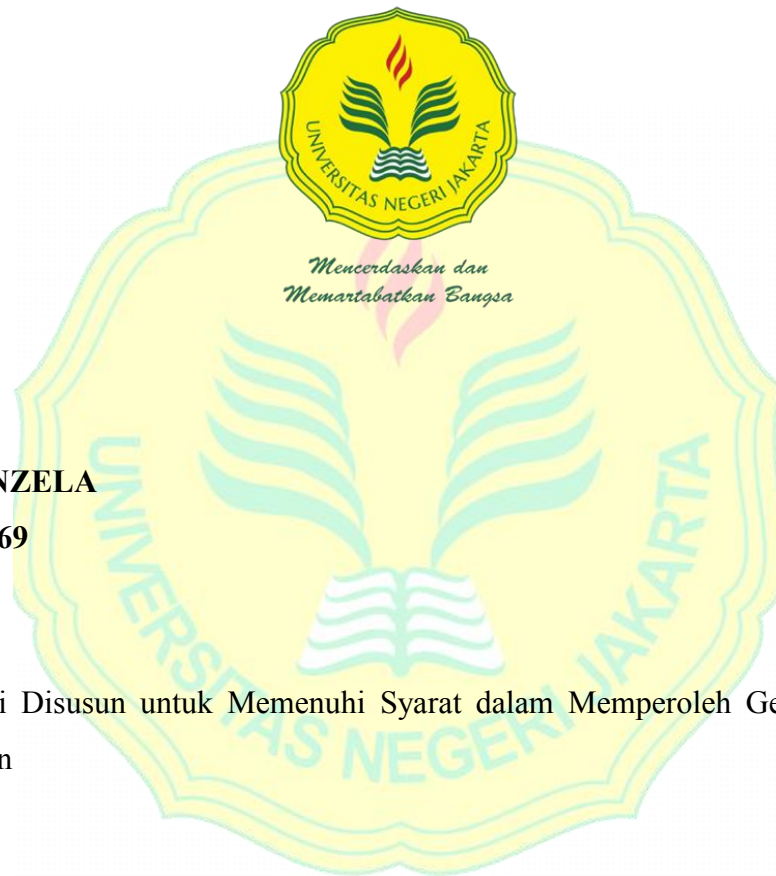 UNIVERSITAS NEGERI JAKARTA
Mencerdaskan dan
Memartabatkan Bangsa
NZELA
69
i Disusun untuk Memenuhi Syarat dalam Memperoleh Ge
n
UNIVERSITAS NEGERI JAKARTA